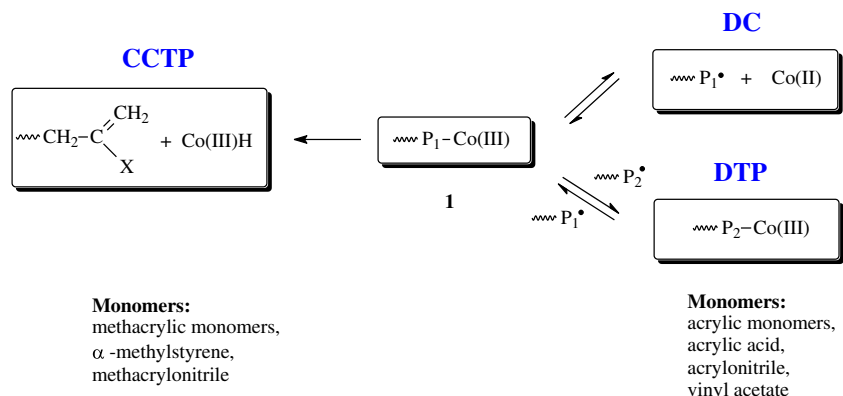 CCTP
CH₂
CH₂–C
X
+ Co(III)H
P₁–Co(III)
1
DC
P₁• + Co(II)
P₂•
P₁•
DTP
P₂–Co(III)
Monomers:
methacrylic monomers,
α -methylstyrene,
methacrylonitrile
Monomers:
acrylic monomers,
acrylic acid,
acrylonitrile,
vinyl acetate